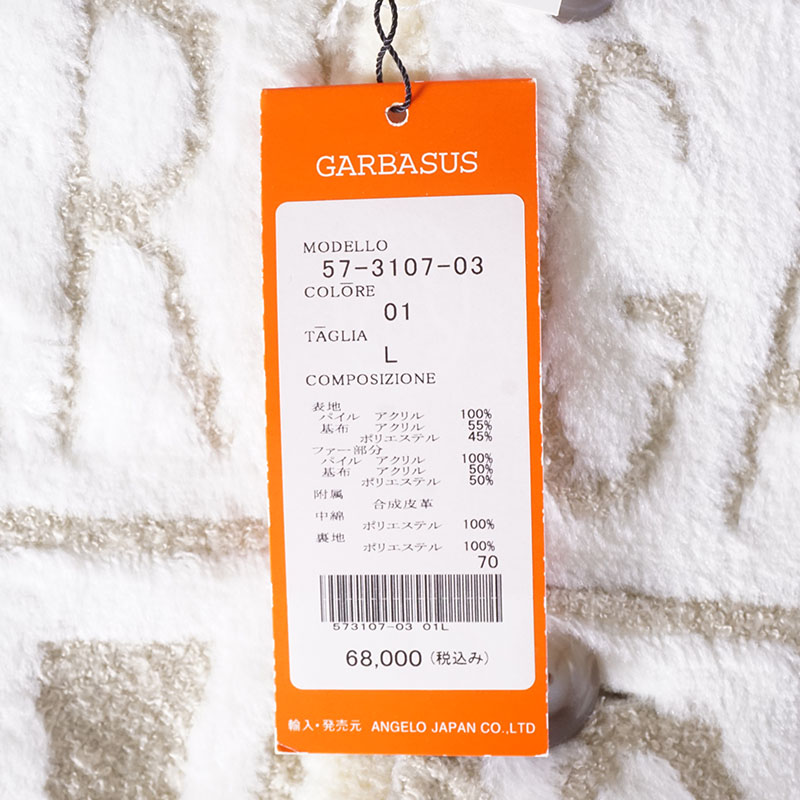 GARBASUS
MODELLO
57-3107-03
COLORE
01
TAGLIA
L
COMPOSIZIONE
表地
パイル アクリル 100%
基布 アクリル 55%
ポリエステル 45%
ファー部分
パイル アクリル 100%
基布 アクリル 50%
ポリエステル 50%
附属
合成皮革
中綿
ポリエステル 100%
裏地
ポリエステル 100%
70
573107-03 01L
68,000 (税込み)
輸入・発売元 ANGELO JAPAN CO.,LTD